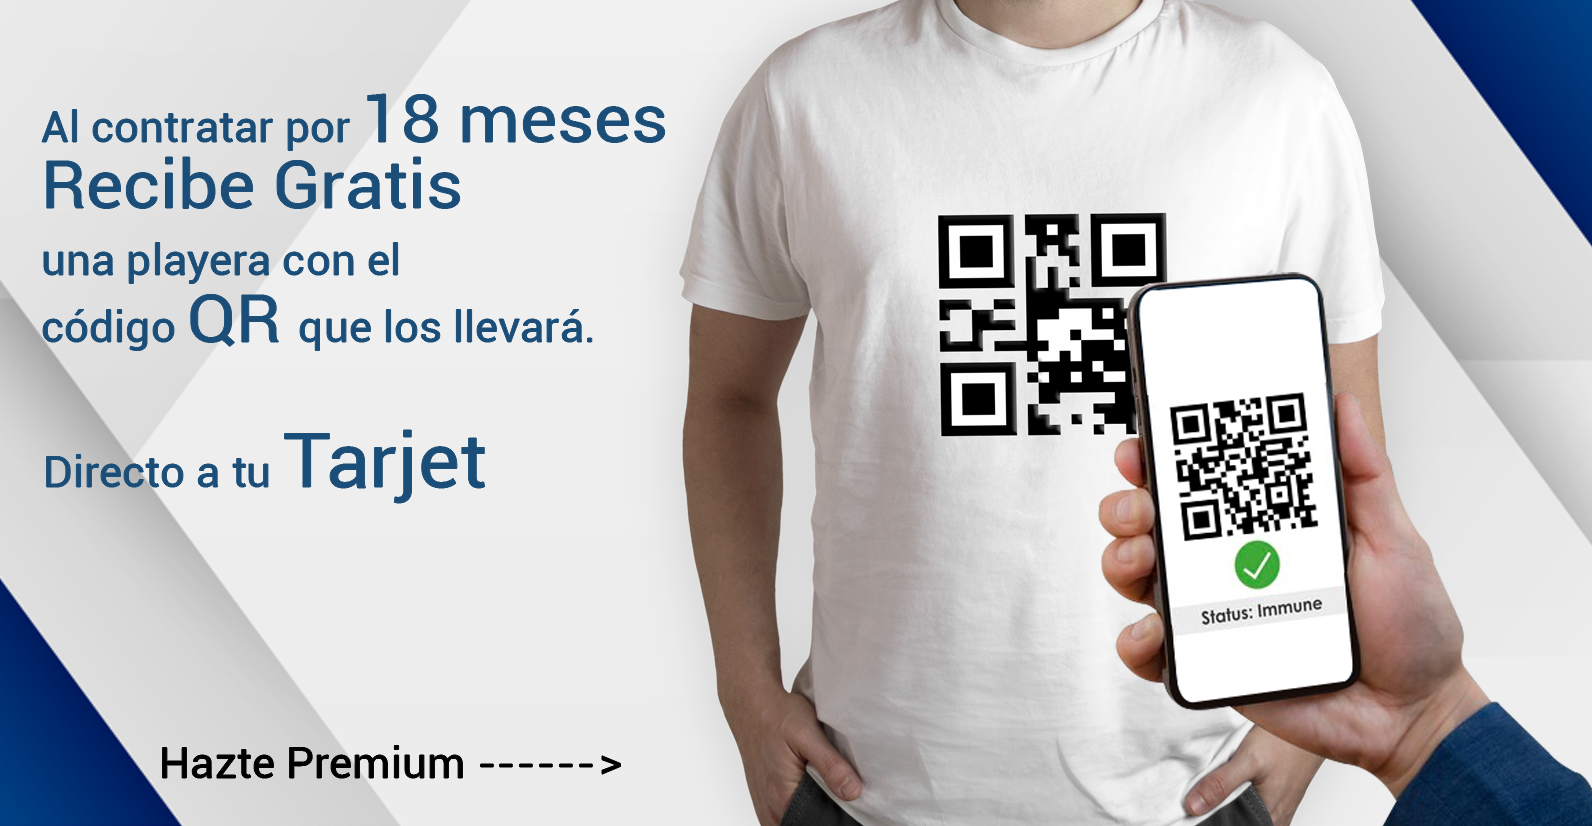 Al contratar por 18 meses
Recibe Gratis
una playera con el
código QR que los llevará.
Directo a tu Tarjet
Hazte Premium ------>
Status: Immune